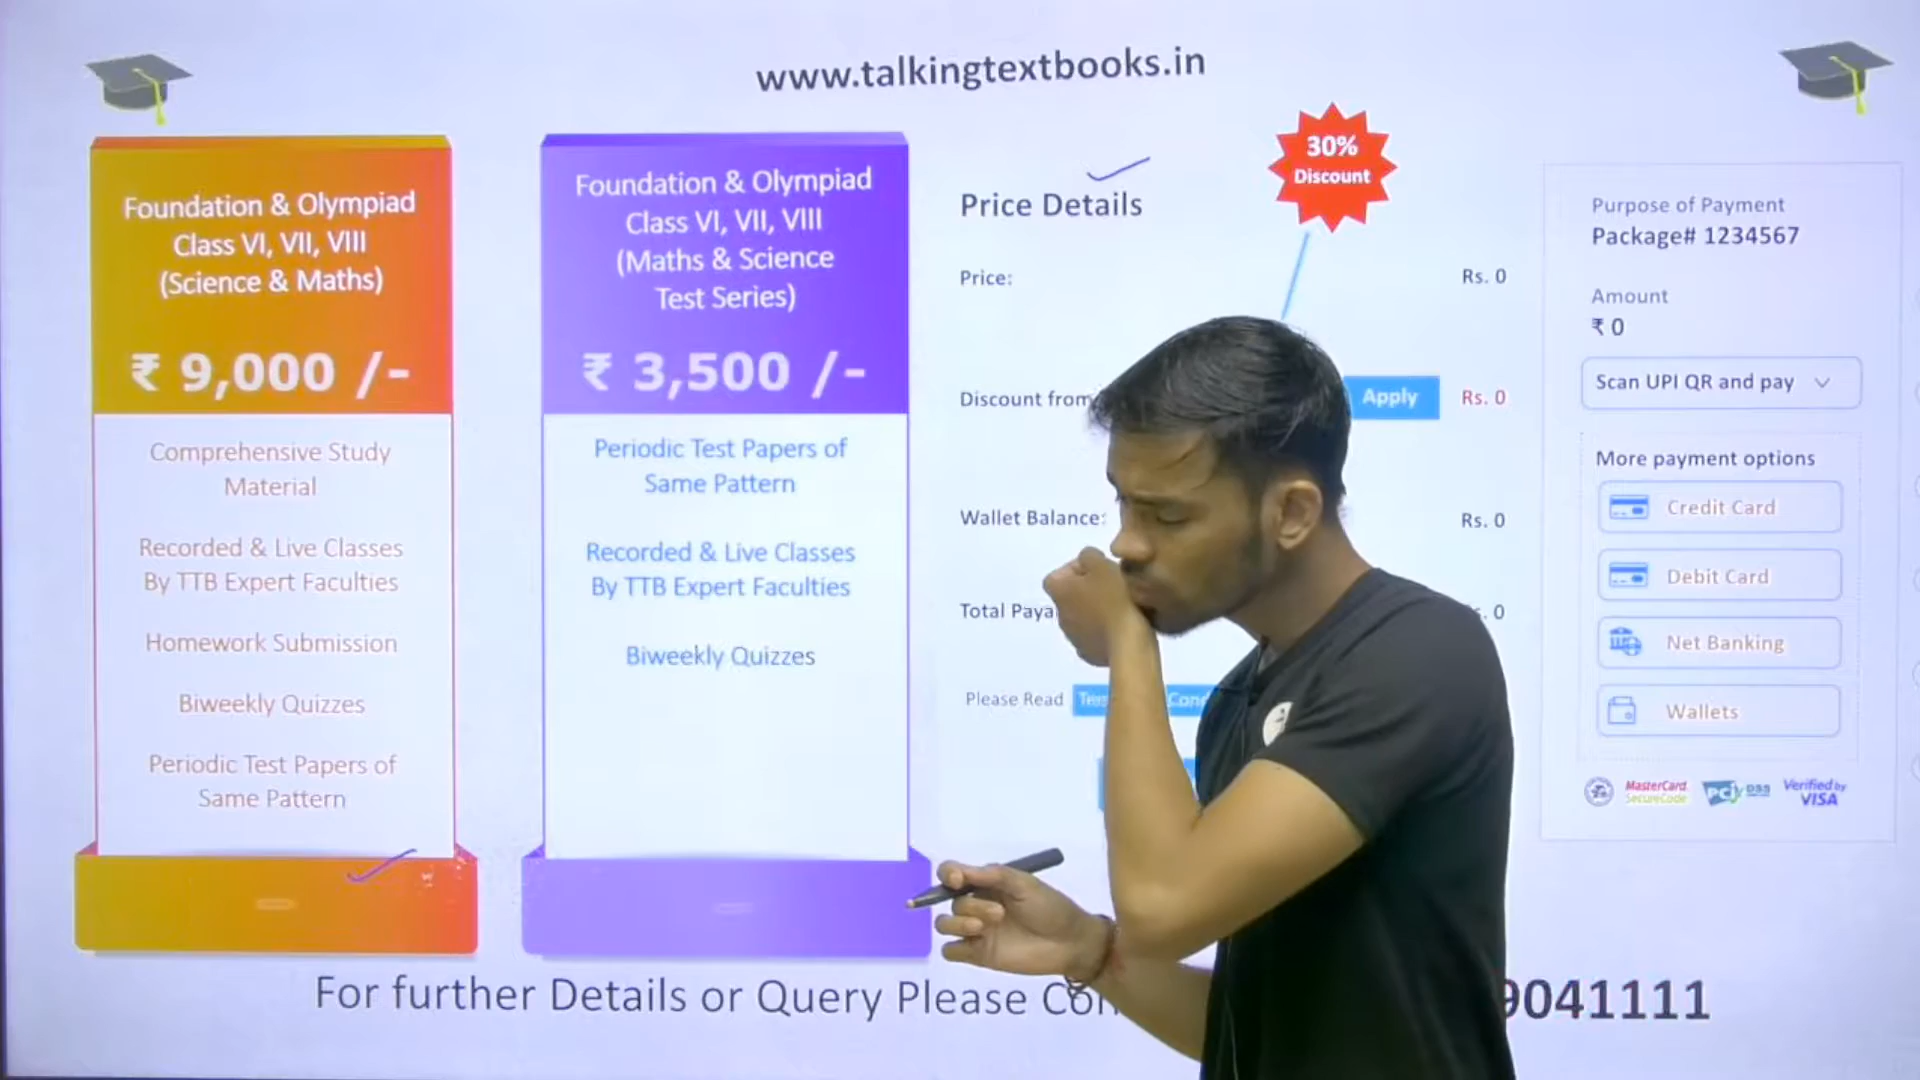 www.talkingtextbooks.in
Foundation & Olympiad
Class VI, VII, VIII
(Science & Maths)
₹ 9,000 /-
Comprehensive Study
Material
Recorded & Live Classes
By TTB Expert Faculties
Homework Submission
Biweekly Quizzes
Periodic Test Papers of
Same Pattern
Foundation & Olympiad
Class VI, VII, VIII
(Maths & Science
Test Series)
₹ 3,500 /-
Periodic Test Papers of
Same Pattern
Recorded & Live Classes
By TTB Expert Faculties
Biweekly Quizzes
30%
Discount
Price Details
Price: Rs. 0
Discount from Apply Rs. 0
Wallet Balance: Rs. 0
Total 0
Please Read
Purpose of Payment
Package# 1234567
Amount
₹ 0
Scan UPI QR and pay
More payment options
Credit Card
Debit Card
Net Banking
Wallets
MasterCard
SecureCode
PCI DSS
Verified by
VISA
For further Details or Query Please 9041111